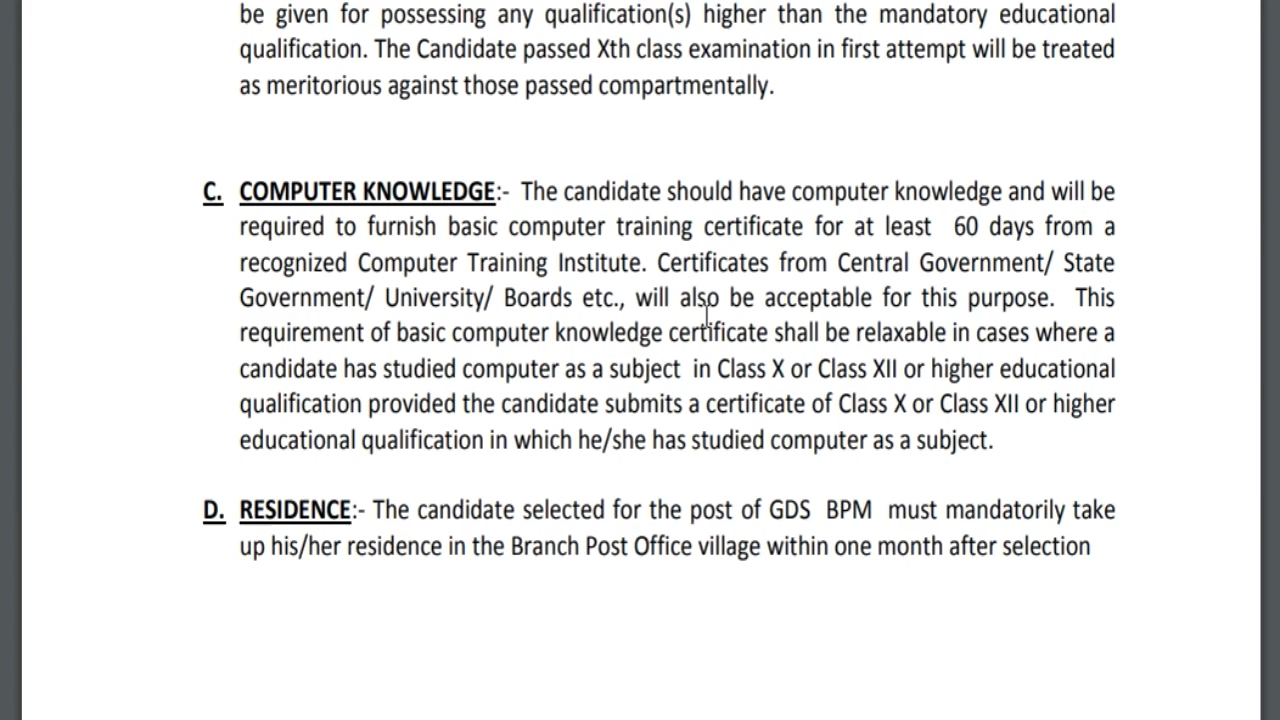 be given for possessing any qualification(s) higher than the mandatory educational
qualification. The Candidate passed Xth class examination in first attempt will be treated
as meritorious against those passed compartmentally.
C. COMPUTER KNOWLEDGE:- The candidate should have computer knowledge and will be
required to furnish basic computer training certificate for at least 60 days from a
recognized Computer Training Institute. Certificates from Central Government/ State
Government/ University/ Boards etc., will also be acceptable for this purpose. This
requirement of basic computer knowledge certificate shall be relaxable in cases where a
candidate has studied computer as a subject in Class X or Class XII or higher educational
qualification provided the candidate submits a certificate of Class X or Class XII or higher
educational qualification in which he/she has studied computer as a subject.
D. RESIDENCE:- The candidate selected for the post of GDS BPM must mandatorily take
up his/her residence in the Branch Post Office village within one month after selection